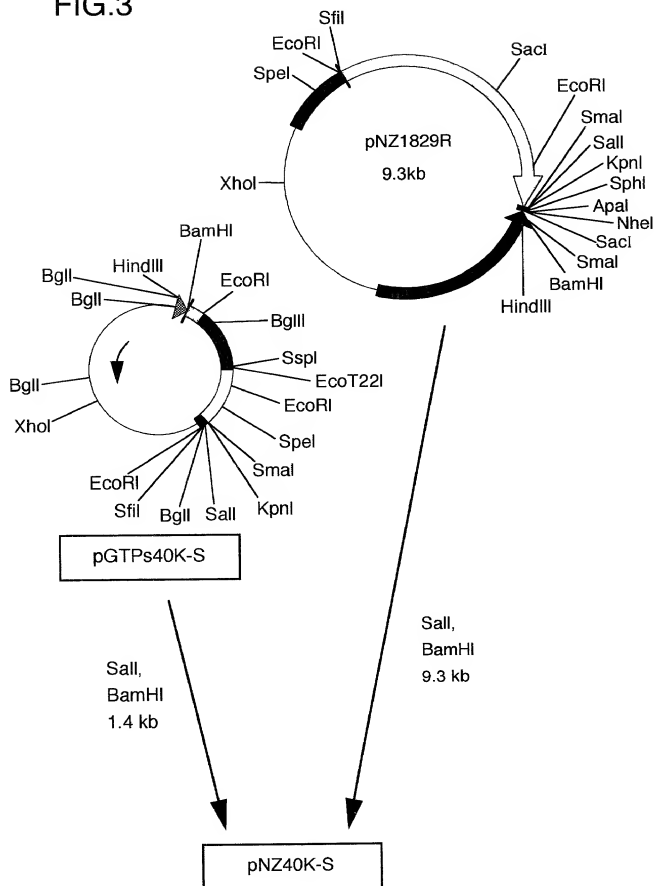 FIG.3
SfiI
EcoRI
SpeI
SacI
EcoRI
SmaI
SalI
KpnI
SphI
ApaI
NheI
SacI
SmaI
BamHI
HindIII
XhoI
pNZ1829R
9.3kb
BamHI
HindIII
BglI
BglI
EcoRI
BglII
SspI
EcoT22I
EcoRI
SpeI
SmaI
KpnI
SalI
BglI
SfiI
EcoRI
XhoI
BglI
pGTPs40K-S
SalI,
BamHI
1.4 kb
SalI,
BamHI
9.3 kb
pNZ40K-S